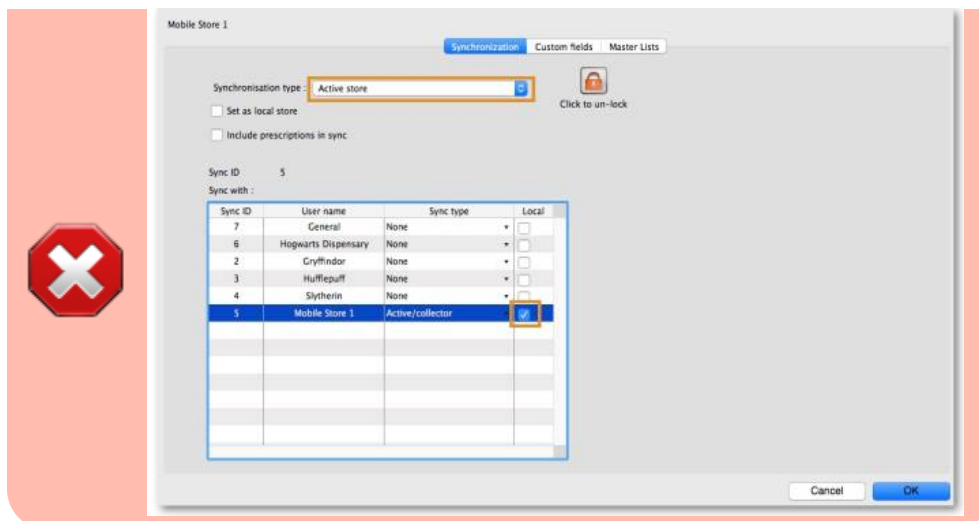 Mobile Store 1
Synchronization Custom fields Master Lists
Synchronisation type : Active store
Click to un-lock
Set as local store
Include prescriptions in sync
Sync ID 5
Sync with :
Sync ID User name Sync type Local
7 General None
6 Hogwarts Dispensary None
2 Gryffindor None
3 Hufflepuff None
4 Slytherin None
5 Mobile Store 1 Active/collector
Cancel OK